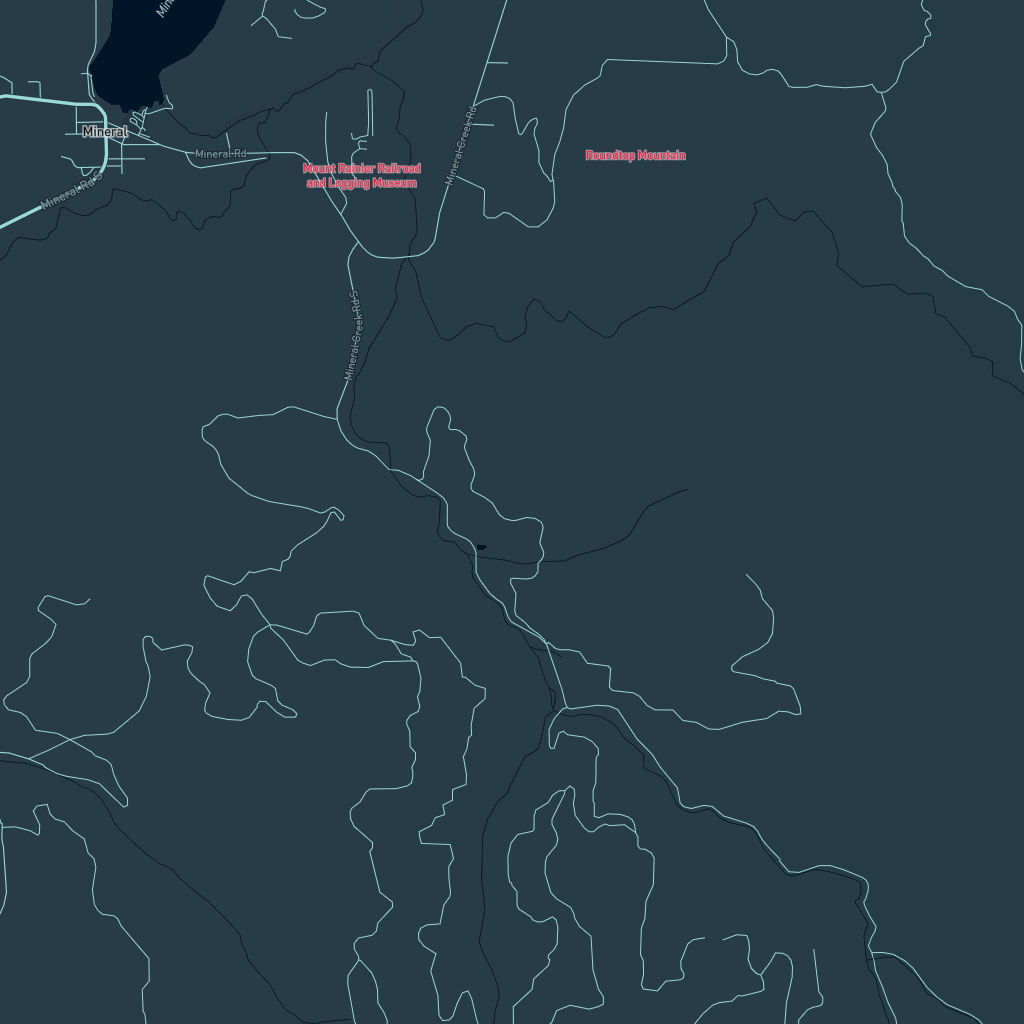 Mine
Mineral
Mineral Rd
Mount Rainier Railroad
and Logging Museum
Mineral Creek Rd
Roundtop Mountain
Mineral Rd S
Mineral Creek Rd S